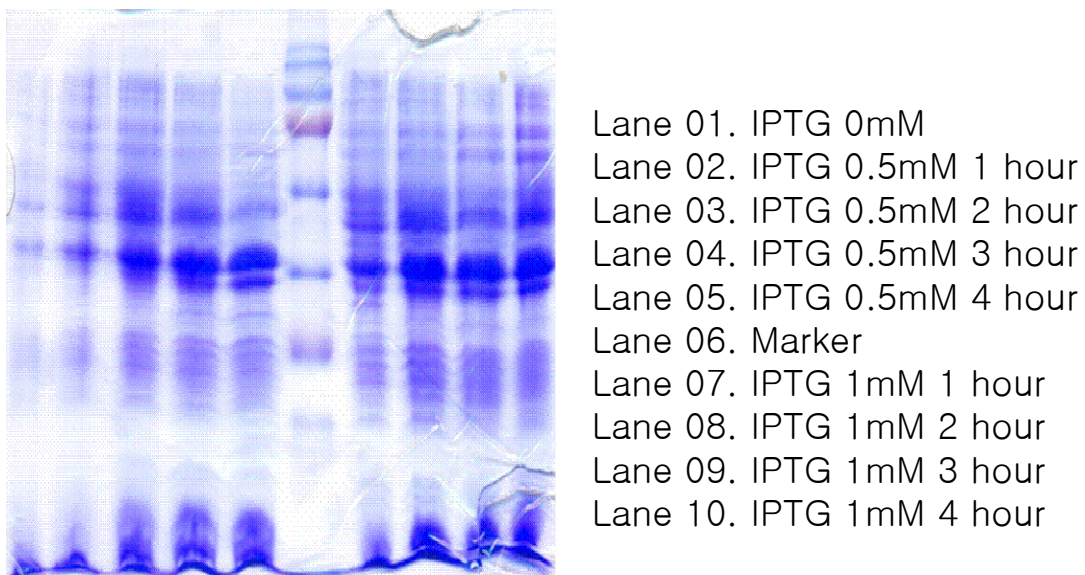 Lane 01. IPTG 0mM
Lane 02. IPTG 0.5mM 1 hour
Lane 03. IPTG 0.5mM 2 hour
Lane 04. IPTG 0.5mM 3 hour
Lane 05. IPTG 0.5mM 4 hour
Lane 06. Marker
Lane 07. IPTG 1mM 1 hour
Lane 08. IPTG 1mM 2 hour
Lane 09. IPTG 1mM 3 hour
Lane 10. IPTG 1mM 4 hour